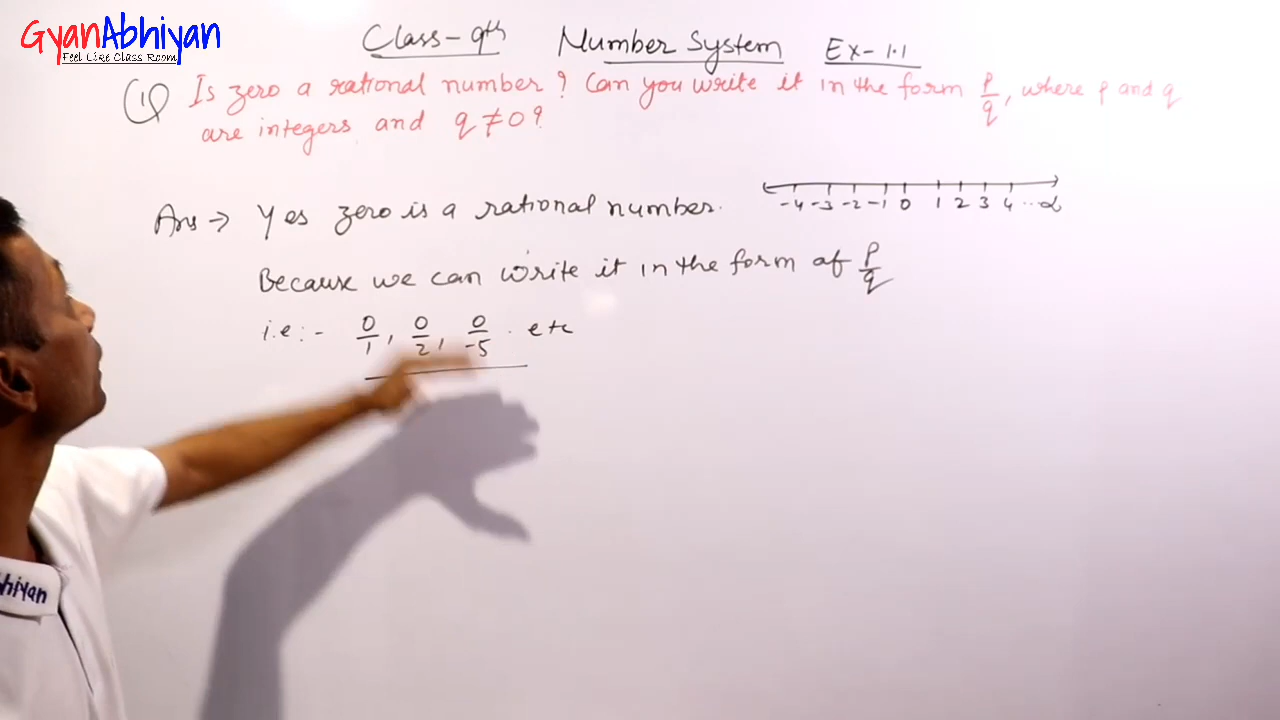 GyanAbhiyan
Feel Like Class Room
Class - 9th Number System Ex - 1.1
(1) Is zero a rational number? Can you write it in the form p/q, where p and q
are integers and q ≠ 0?
Ans → Yes zero is a rational number.
-4 -3 -2 -1 0 1 2 3 4 ... α
Because we can write it in the form of p/q
i.e:- 0/1, 0/2, 0/-5 . etc
bhiyan